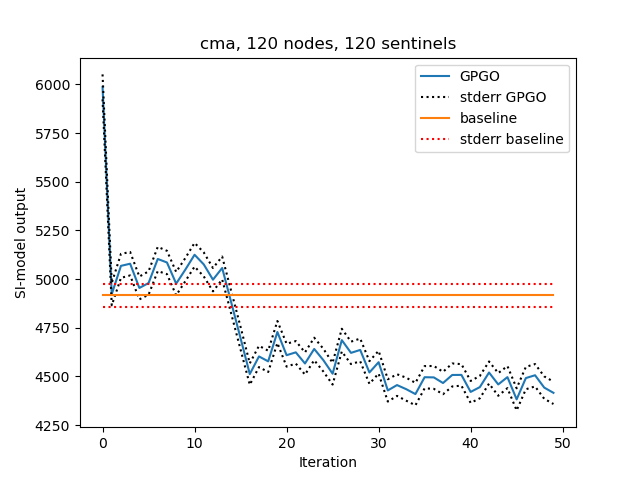 cma, 120 nodes, 120 sentinels
6000
5750
5500
5250
5000
4750
4500
4250
SI-model output
GPGO
stderr GPGO
baseline
stderr baseline
0
10
20
30
40
50
Iteration